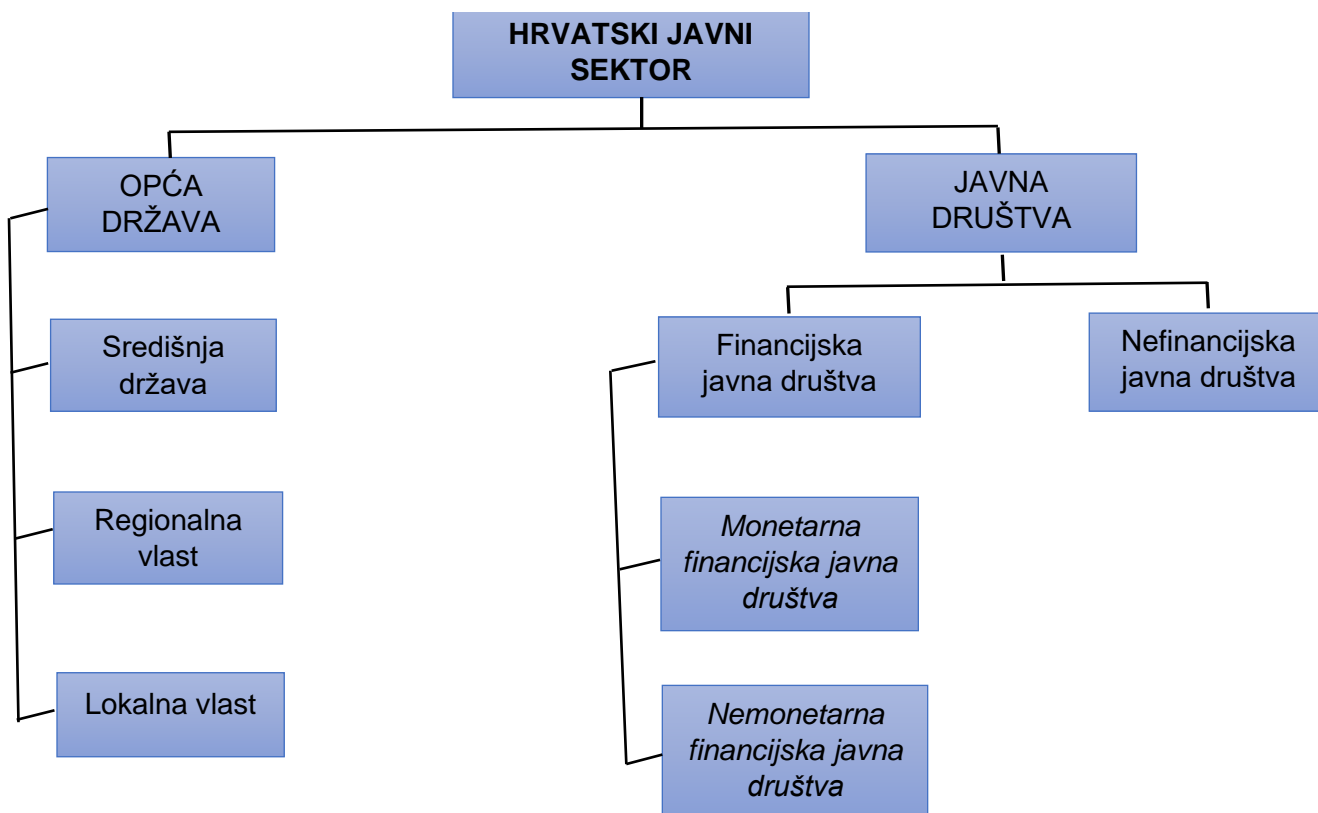 HRVATSKI JAVNI
SEKTOR
OPĆA
DRŽAVA
JAVNA
DRUŠTVA
Središnja
država
Financijska
javna društva
Nefinancijska
javna društva
Regionalna
vlast
Monetarna
financijska javna
društva
Lokalna vlast
Nemonetarna
financijska javna
društva